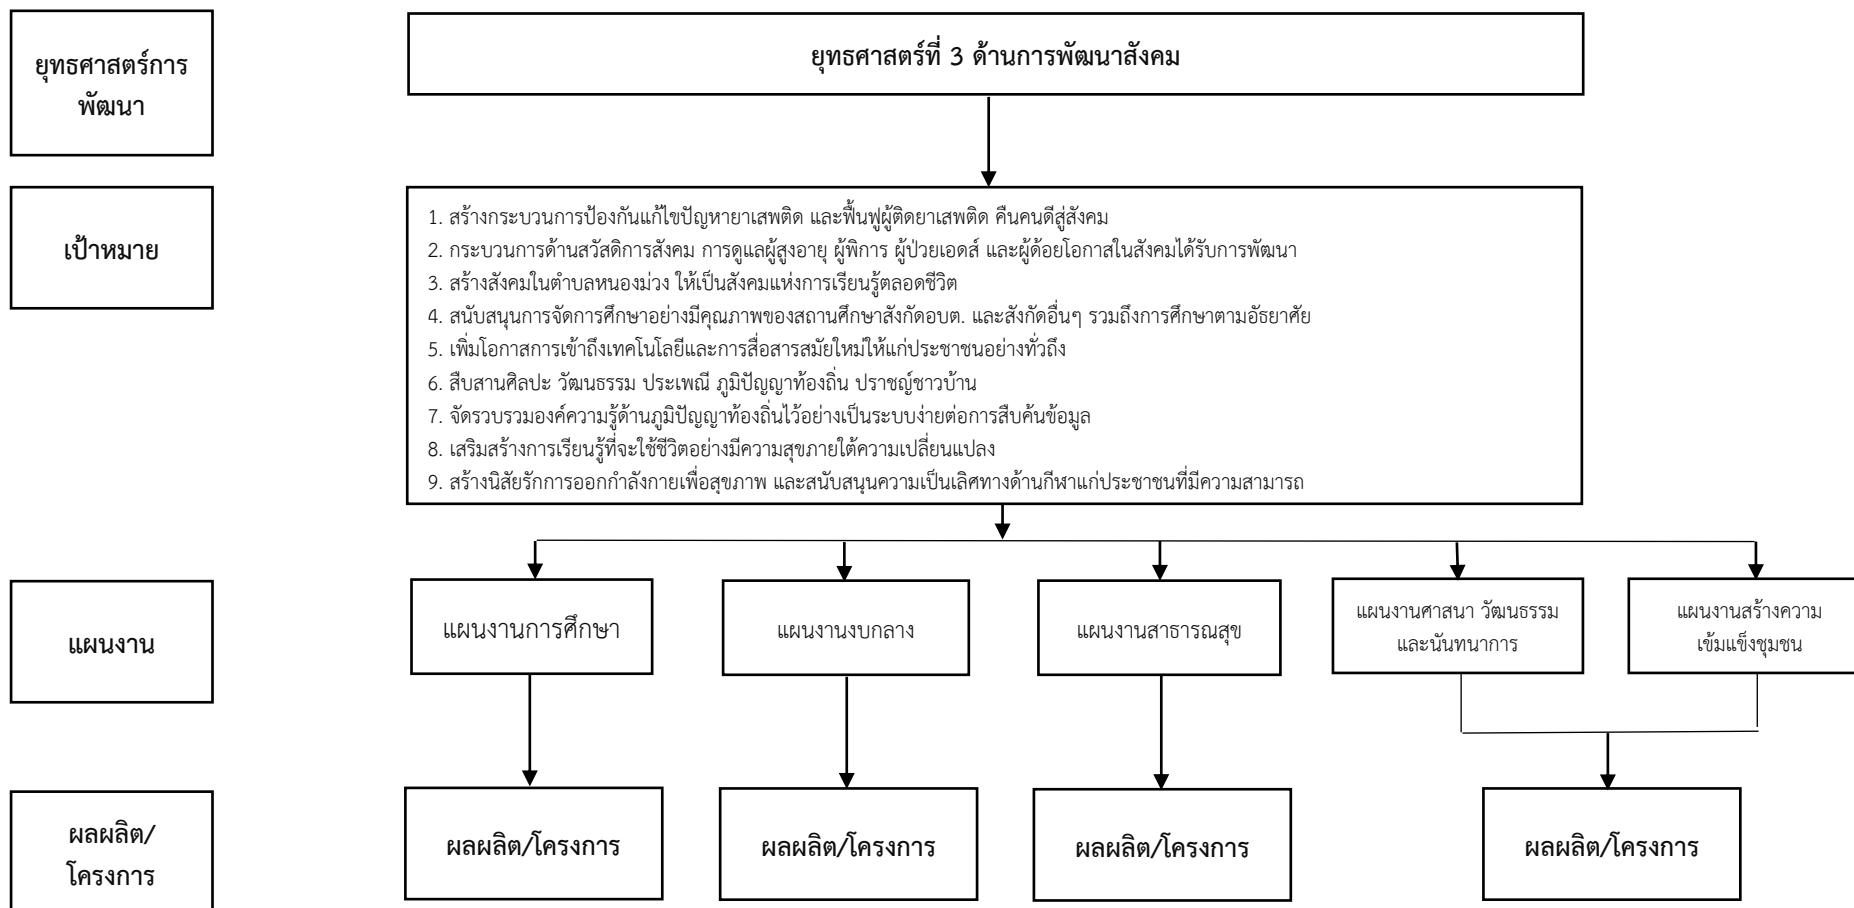 ยุทธศาสตร์การ
พัฒนา
ยุทธศาสตร์ที่ 3 ด้านการพัฒนาสังคม
เป้าหมาย
1. สร้างกระบวนการป้องกันแก้ไขปัญหายาเสพติด และฟื้นฟูผู้ติดยาเสพติด คืนคนดีสู่สังคม
2. กระบวนการด้านสวัสดิการสังคม การดูแลผู้สูงอายุ ผู้พิการ ผู้ป่วยเอดส์ และผู้ด้อยโอกาสในสังคมได้รับการพัฒนา
3. สร้างสังคมในตำบลหนองม่วง ให้เป็นสังคมแห่งการเรียนรู้ตลอดชีวิต
4. สนับสนุนการจัดการศึกษาอย่างมีคุณภาพของสถานศึกษาสังกัดอบต. และสังกัดอื่นๆ รวมถึงการศึกษาตามอัธยาศัย
5. เพิ่มโอกาสการเข้าถึงเทคโนโลยีและการสื่อสารสมัยใหม่ให้แก่ประชาชนอย่างทั่วถึง
6. สืบสานศิลปะ วัฒนธรรม ประเพณี ภูมิปัญญาท้องถิ่น ปราชญ์ชาวบ้าน
7. จัดรวบรวมองค์ความรู้ด้านภูมิปัญญาท้องถิ่นไว้อย่างเป็นระบบง่ายต่อการสืบค้นข้อมูล
8. เสริมสร้างการเรียนรู้ที่จะใช้ชีวิตอย่างมีความสุขภายใต้ความเปลี่ยนแปลง
9. สร้างนิสัยรักการออกกำลังกายเพื่อสุขภาพ และสนับสนุนความเป็นเลิศทางด้านกีฬาแก่ประชาชนที่มีความสามารถ
แผนงาน
แผนงานการศึกษา
แผนงานงบกลาง
แผนงานสาธารณสุข
แผนงานศาสนา วัฒนธรรม
และนันทนาการ
แผนงานสร้างความ
เข้มแข็งชุมชน
ผลผลิต/
โครงการ
ผลผลิต/โครงการ
ผลผลิต/โครงการ
ผลผลิต/โครงการ
ผลผลิต/โครงการ